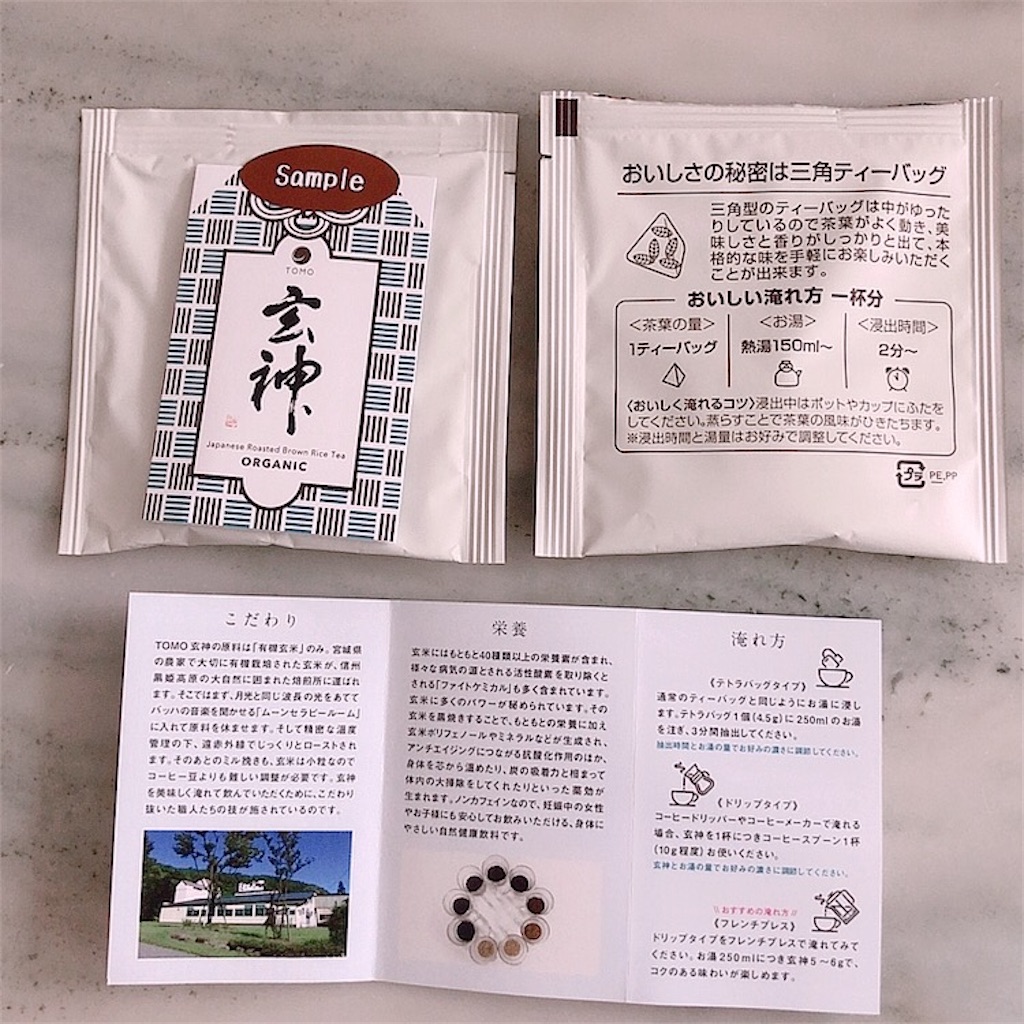 Sample
TOMO
玄神
Japanese Roasted Brown Rice Tea
ORGANIC
おいしさの秘密は三角ティーバッグ
三角型のティーバッグは中がゆった
りしているので茶葉がよく動き、美
味しさと香りがしっかりと出て、本
格的な味を手軽にお楽しみいただく
ことが出来ます。
おいしい淹れ方 一杯分
<茶葉の量>
1ティーバッグ
<お湯>
熱湯150ml~
<浸出時間>
2分~
〈おいしく淹れるコツ〉浸出中はポットやカップにふたを
してください。蒸らすことで茶葉の風味がひきたちます。
※浸出時間と湯量はお好みで調整してください。
プラ PE,PP
こだわり
TOMO玄神の原料は「有機玄米」のみ。宮城県
の農家で大切に有機栽培された玄米が、信州
黒姫高原の大自然に囲まれた焙煎所に運ばれ
ます。そこではまず、月光と同じ波長の光をあてて
バッハの音楽を聞かせる「ムーンセラピールーム」
に入れて原料を休ませます。そして精密な温度
管理の下、遠赤外線でじっくりとローストされ
ます。そのあとのミル挽きも、玄米は小粒なので
コーヒー豆よりも難しい調整が必要です。玄神
を美味しく淹れて飲んでいただくために、こだわり
抜いた職人たちの技が施されているのです。
栄養
玄米にはもともと40種類以上の栄養素が含まれ、
様々な病気の源とされる活性酸素を取り除くと
される「ファイトケミカル」も多く含まれています。
玄米に多くのパワーが秘められています。その
玄米を黒焼きすることで、もともとの栄養に加え
玄米ポリフェノールやミネラルなどが生成され、
アンチエイジングにつながる抗酸化作用のほか、
身体を芯から温めたり、炭の吸着力と相まって
体内の大掃除をしてくれたりといった薬効が
生まれます。ノンカフェインなので、妊娠中の女性
やお子様にも安心してお飲みいただける、身体に
やさしい自然健康飲料です。
淹れ方
《テトラバッグタイプ》
通常のティーバッグと同じようにお湯に浸し
ます。テトラバッグ1個(4.5g)に250mlのお湯
を注ぎ、3分間抽出してください。
抽出時間とお湯の量でお好みの濃さに調節してください。
《ドリップタイプ》
コーヒードリッパーやコーヒーメーカーで淹れる
場合、玄神を1杯につきコーヒースプーン1杯
(10g程度)お使いください。
玄神とお湯の量でお好みの濃さに調節してください。
\\おすすめの淹れ方//
《フレンチプレス》
ドリップタイプをフレンチプレスで淹れてみて
ください。お湯250mlにつき玄神5~6gで、
コクのある味わいが楽しめます。